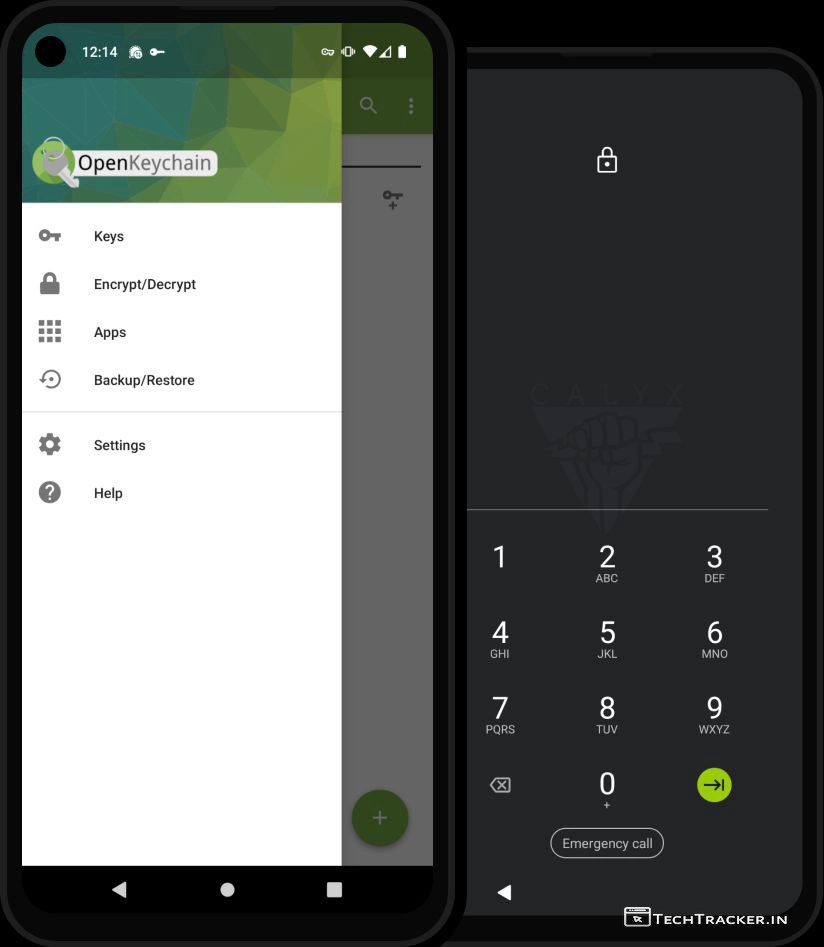 12:14
OpenKeychain
Keys
Encrypt/Decrypt
Apps
Backup/Restore
Settings
Help
CALYX
1
2
3
ABC
DEF
4
5
6
GHI
JKL
MNO
7
8
9
PQRS
TUV
WXYZ
0
+
Emergency call
TECHTRACKER.IN